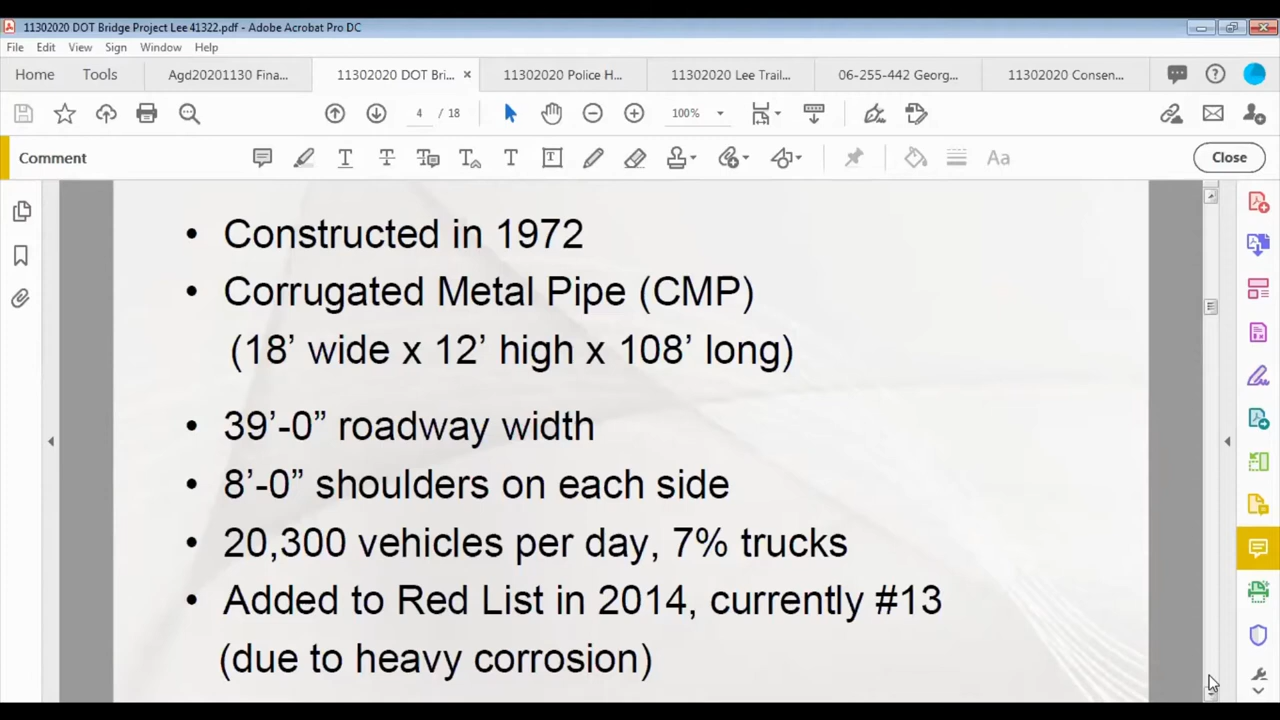 11302020 DOT Bridge Project Lee 41322.pdf - Adobe Acrobat Pro DC
File Edit View Sign Window Help
Home Tools Agd20201130 Fina... 11302020 DOT Bri... × 11302020 Police H... 11302020 Lee Trail... 06-255-442 Georg... 11302020 Consen...
4 / 18 100%
Comment Close
• Constructed in 1972
• Corrugated Metal Pipe (CMP)
(18’ wide x 12’ high x 108’ long)
• 39’-0” roadway width
• 8’-0” shoulders on each side
• 20,300 vehicles per day, 7% trucks
• Added to Red List in 2014, currently #13
(due to heavy corrosion)